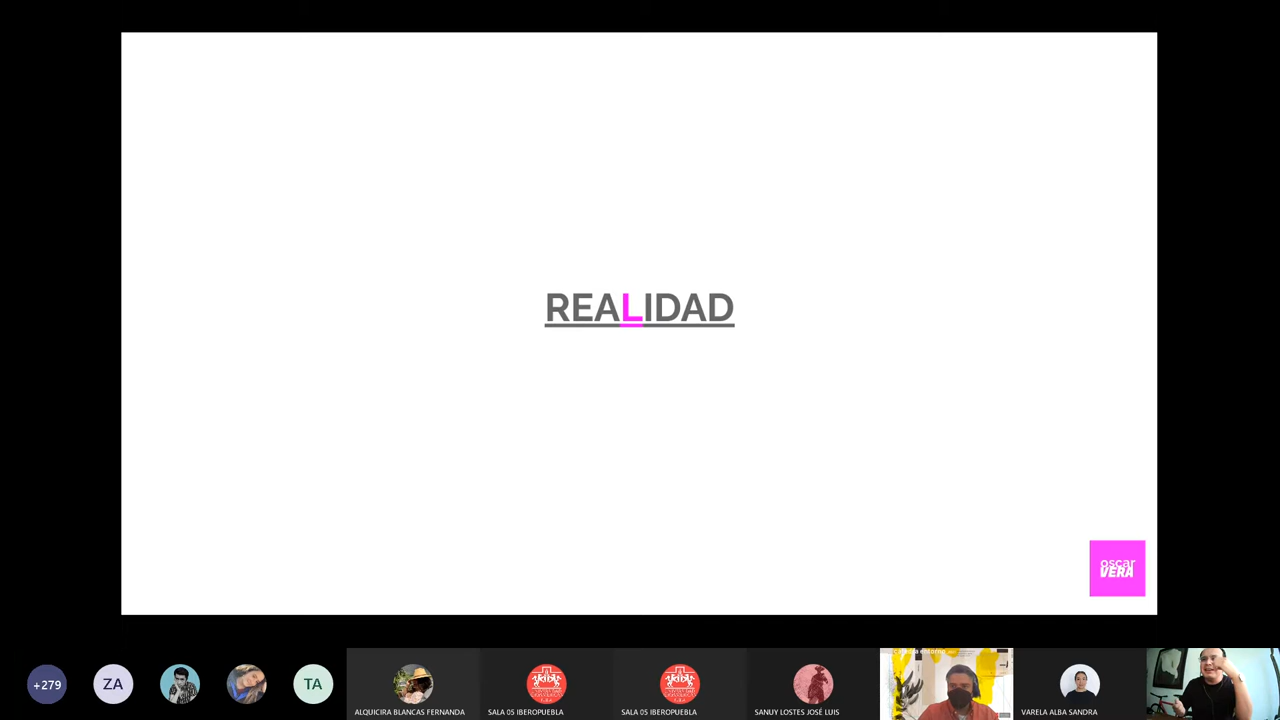 REALIDAD
oscar
VERA
+279
ZA
TA
ALQUICIRA BLANCAS FERNANDA
SALA 05 IBEROPUEBLA
SALA 05 IBEROPUEBLA
SANUY LOSTES JOSÉ LUIS
VARELA ALBA SANDRA